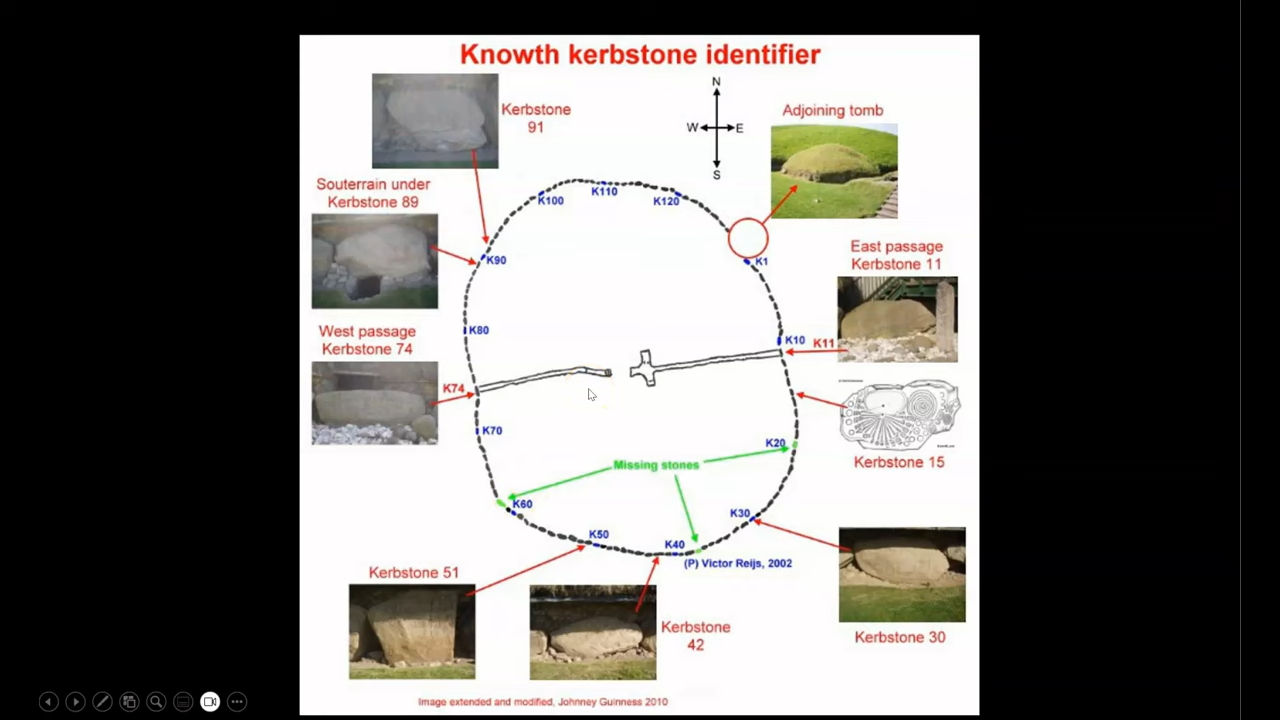 Knowth kerbstone identifier
Kerbstone
91
N
W
E
S
Adjoining tomb
Souterrain under
Kerbstone 89
K110
K100
K120
East passage
Kerbstone 11
K90
K1
West passage
Kerbstone 74
K80
K10
K11
K74
K70
K20
Kerbstone 15
Missing stones
K60
K30
K50
K40
(P) Victor Reijs, 2002
Kerbstone 51
Kerbstone
42
Kerbstone 30
Image extended and modified, Johnney Guinness 2010